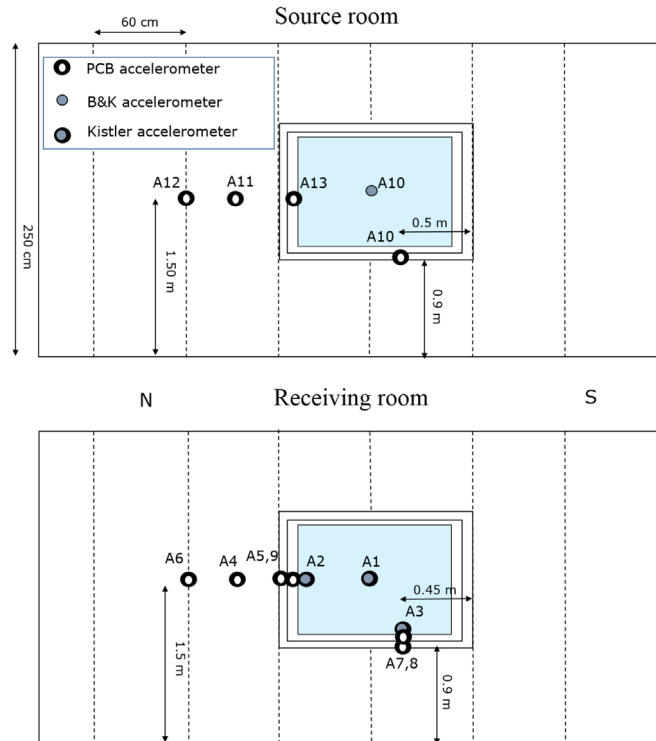 Source room
60 cm
PCB accelerometer
B&K accelerometer
Kistler accelerometer
A12
A11
A13
A10
0.5 m
A10
250 cm
1.50 m
0.9 m
N
Receiving room
S
A6
A4
A5,9
A2
A1
0.45 m
A3
A7,8
1.5 m
0.9 m